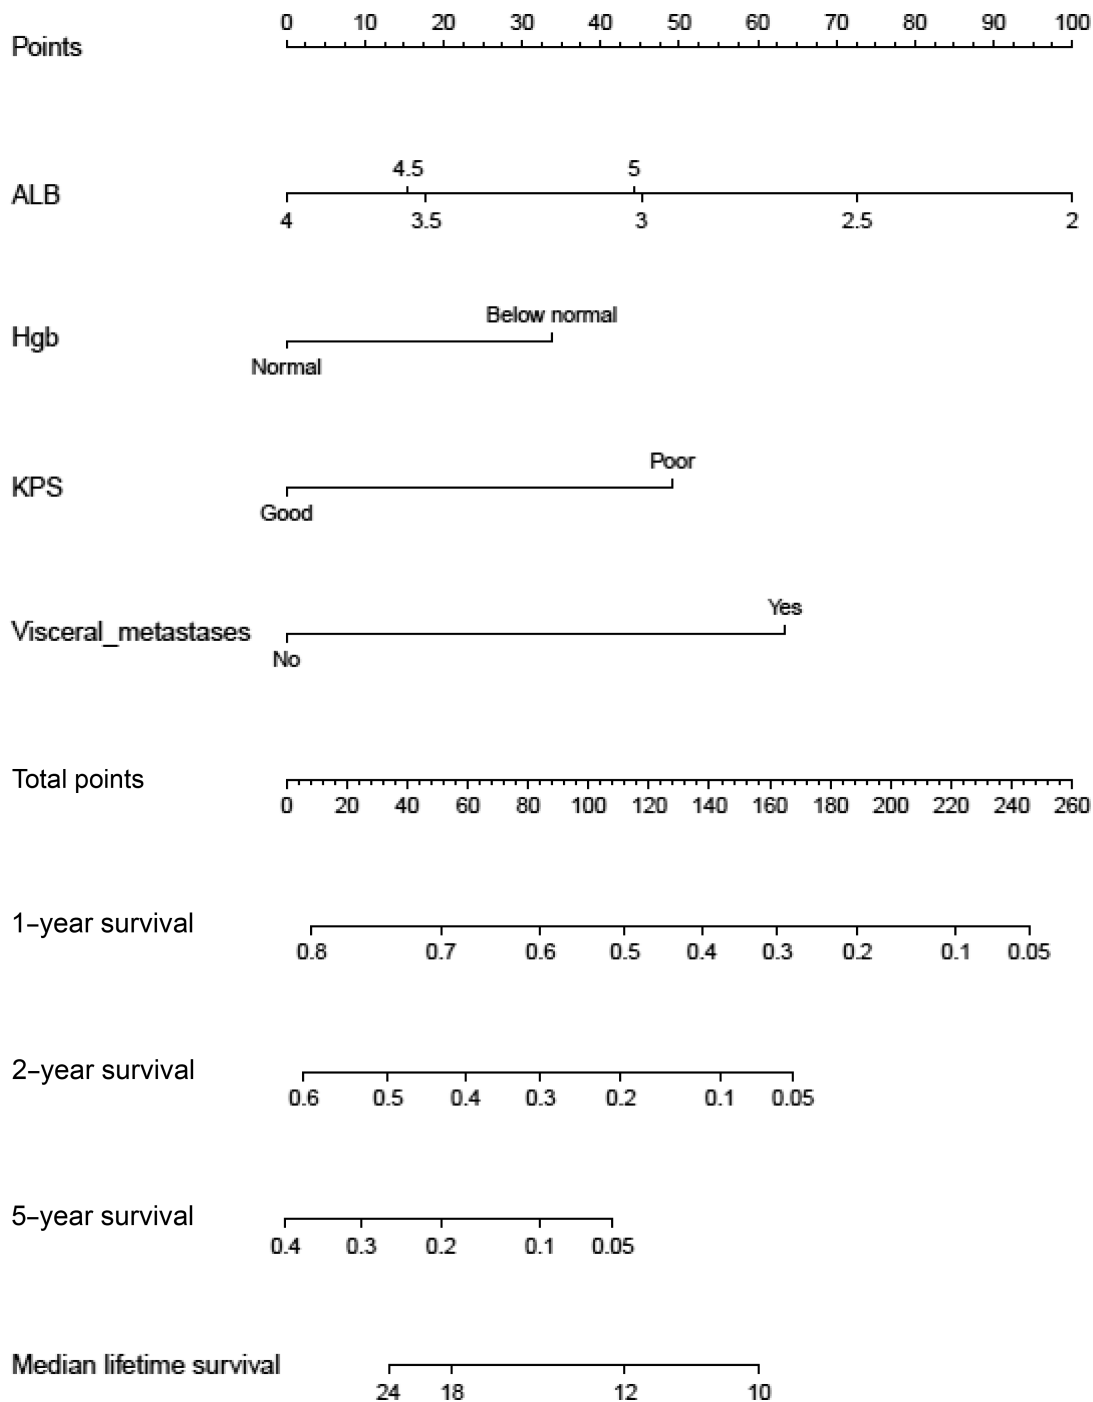 0 10 20 30 40 50 60 70 80 90 100
Points
4.5 5
ALB
4 3.5 3 2.5 2
Below normal
Hgb
Normal
Poor
KPS
Good
Yes
Visceral_metastases
No
Total points
0 20 40 60 80 100 120 140 160 180 200 220 240 260
1-year survival
0.8 0.7 0.6 0.5 0.4 0.3 0.2 0.1 0.05
2-year survival
0.6 0.5 0.4 0.3 0.2 0.1 0.05
5-year survival
0.4 0.3 0.2 0.1 0.05
Median lifetime survival
24 18 12 10